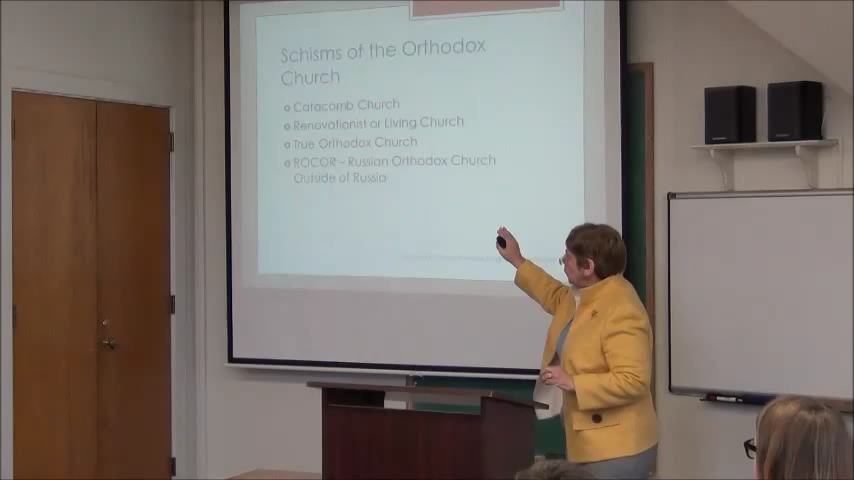 Schisms of the Orthodox
Church
Catacomb Church
Renovationist or Living Church
True Orthodox Church
ROCOR – Russian Orthodox Church
Outside of Russia